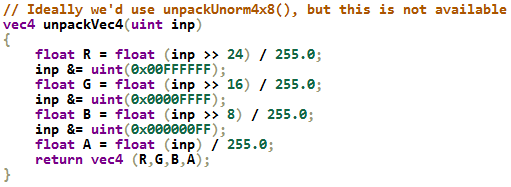 // Ideally we'd use unpackUnorm4x8(), but this is not available
vec4 unpackVec4(uint inp)
{
    float R = float (inp >> 24) / 255.0;
    inp &= uint(0x00FFFFFF);
    float G = float (inp >> 16) / 255.0;
    inp &= uint(0x0000FFFF);
    float B = float (inp >> 8) / 255.0;
    inp &= uint(0x000000FF);
    float A = float (inp) / 255.0;
    return vec4 (R,G,B,A);
}